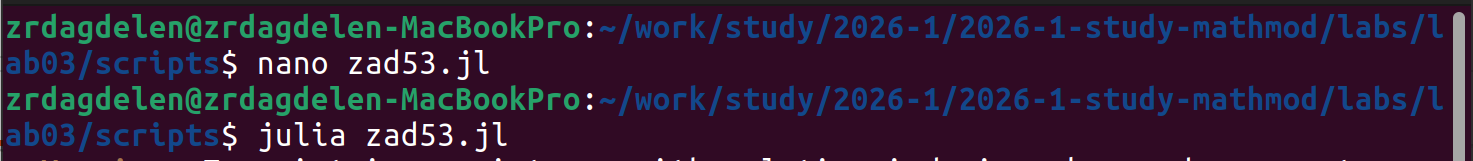 zrdagdelen@zrdagdelen-MacBookPro:~/work/study/2026-1/2026-1-study-mathmod/labs/l
ab03/scripts$ nano zad53.jl
zrdagdelen@zrdagdelen-MacBookPro:~/work/study/2026-1/2026-1-study-mathmod/labs/l
ab03/scripts$ julia zad53.jl